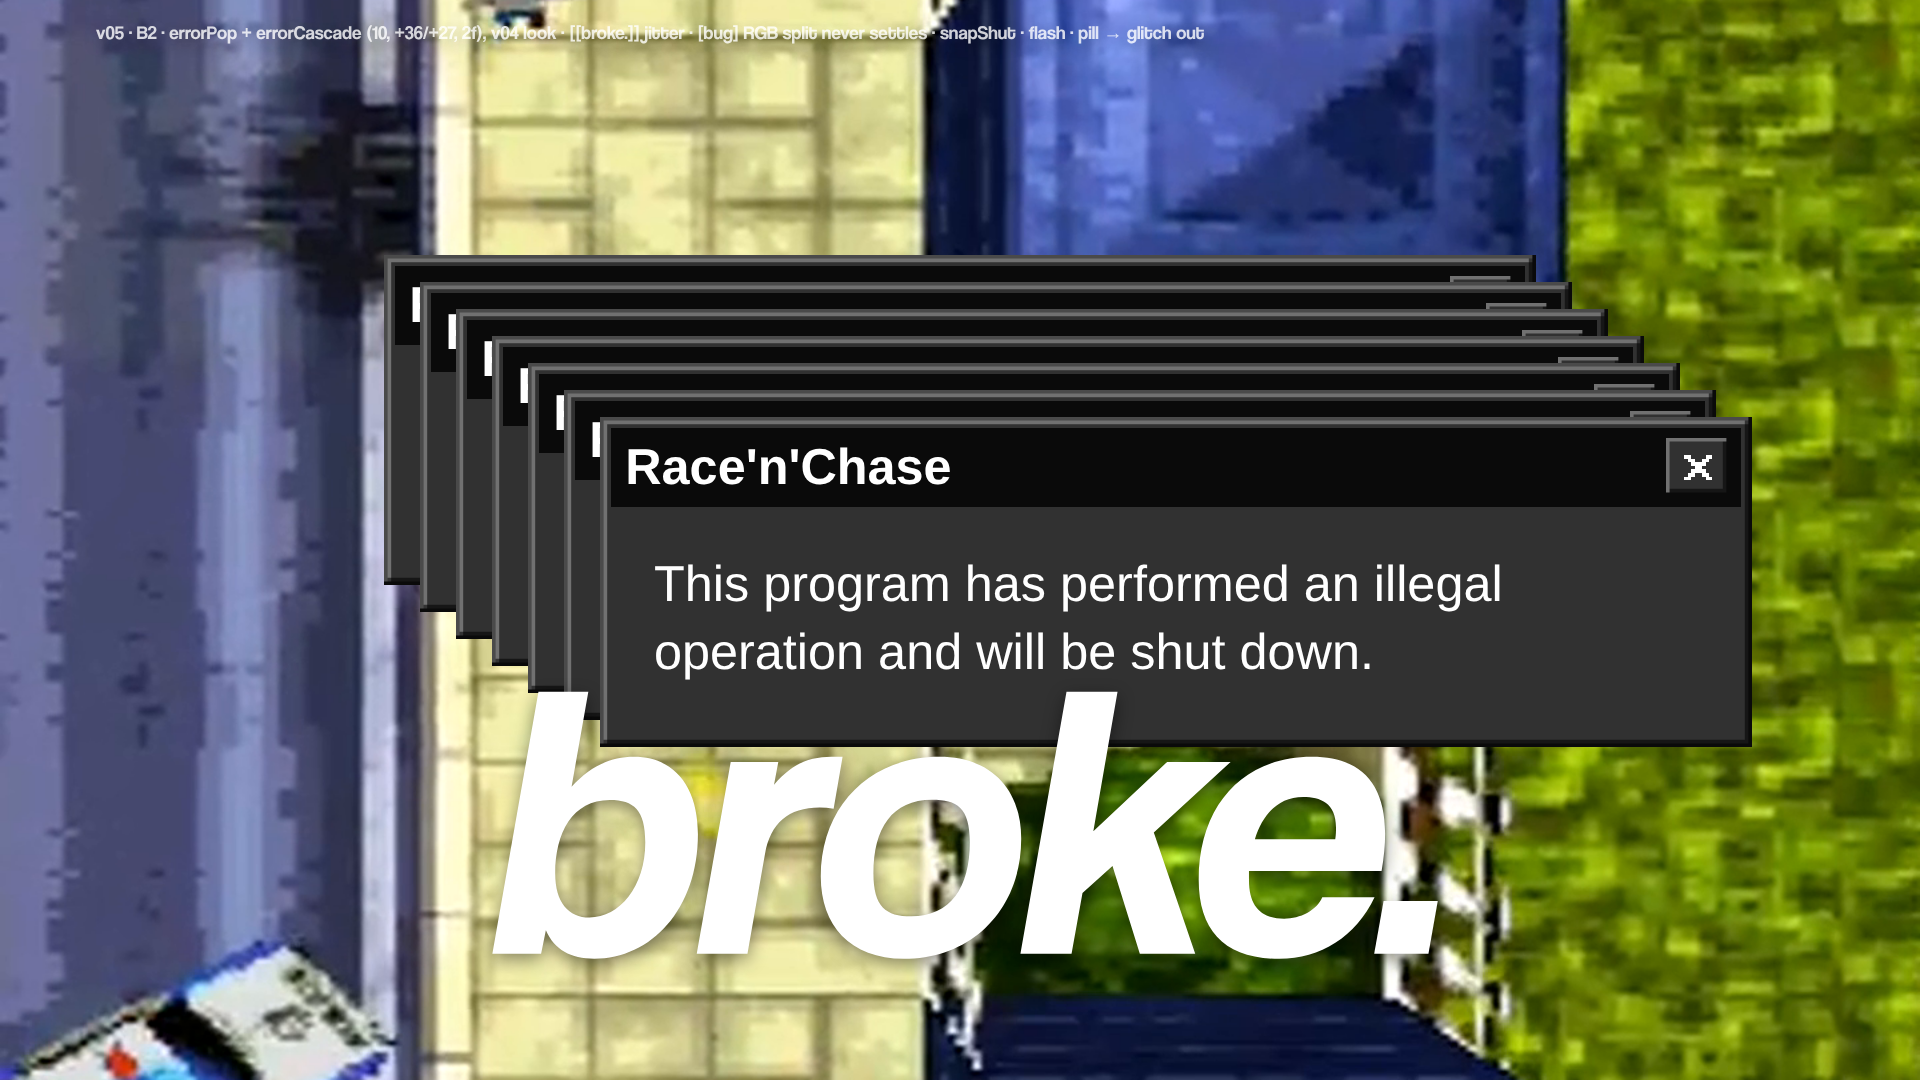 v05 · B2 · errorPop + errorCascade (10, +36/+27, 2f), v04 look · [[broke.]] jitter · [bug] RGB split never settles · snapShut · flash · pill → glitch out
Race'n'Chase
This program has performed an illegal
operation and will be shut down.
broke.